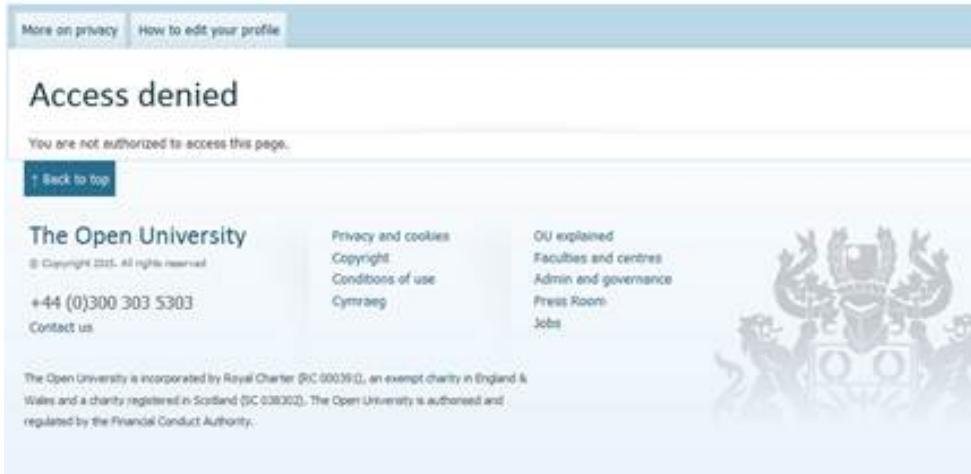 More on privacy
How to edit your profile
Access denied
You are not authorized to access this page.
↑ Back to top
The Open University
© Copyright 2015. All rights reserved
+44 (0)300 303 5303
Contact us
Privacy and cookies
Copyright
Conditions of use
Cymraeg
OU explained
Faculties and centres
Admin and governance
Press Room
Jobs
The Open University is incorporated by Royal Charter (RC 000391), an exempt charity in England &
Wales and a charity registered in Scotland (SC 038302). The Open University is authorised and
regulated by the Financial Conduct Authority.